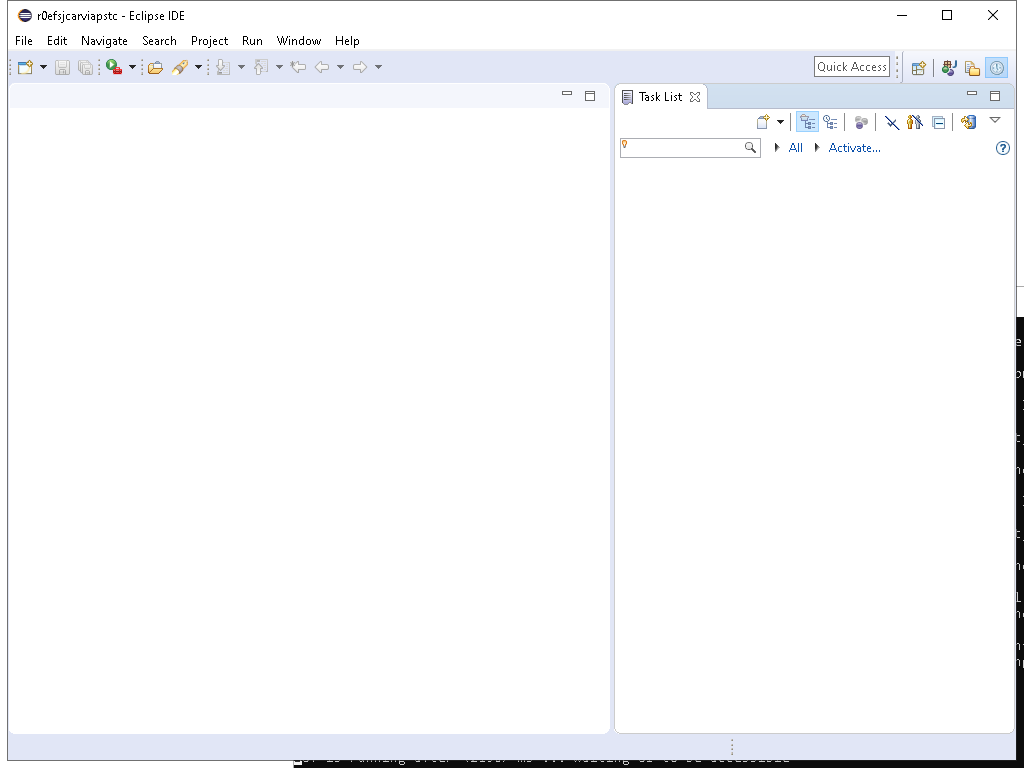 r0efsjcarviapstc - Eclipse IDE
File Edit Navigate Search Project Run Window Help
Quick Access
Task List
All Activate...